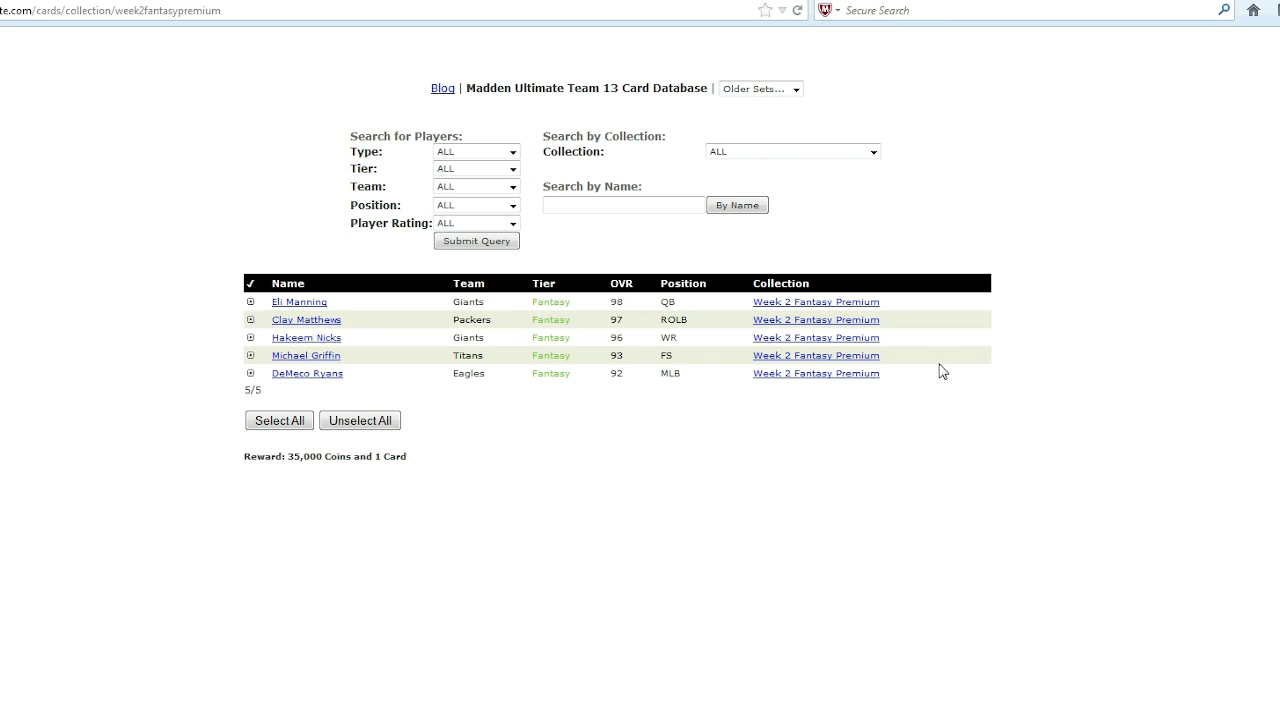 te.com/cards/collection/week2fantasypremium
Secure Search
Blog | Madden Ultimate Team 13 Card Database | Older Sets...
Search for Players:
Type: ALL
Tier: ALL
Team: ALL
Position: ALL
Player Rating: ALL
Submit Query
Search by Collection:
Collection: ALL
Search by Name:
By Name
✓ Name Team Tier OVR Position Collection
Eli Manning Giants Fantasy 98 QB Week 2 Fantasy Premium
Clay Matthews Packers Fantasy 97 ROLB Week 2 Fantasy Premium
Hakeem Nicks Giants Fantasy 96 WR Week 2 Fantasy Premium
Michael Griffin Titans Fantasy 93 FS Week 2 Fantasy Premium
DeMeco Ryans Eagles Fantasy 92 MLB Week 2 Fantasy Premium
5/5
Select All Unselect All
Reward: 35,000 Coins and 1 Card